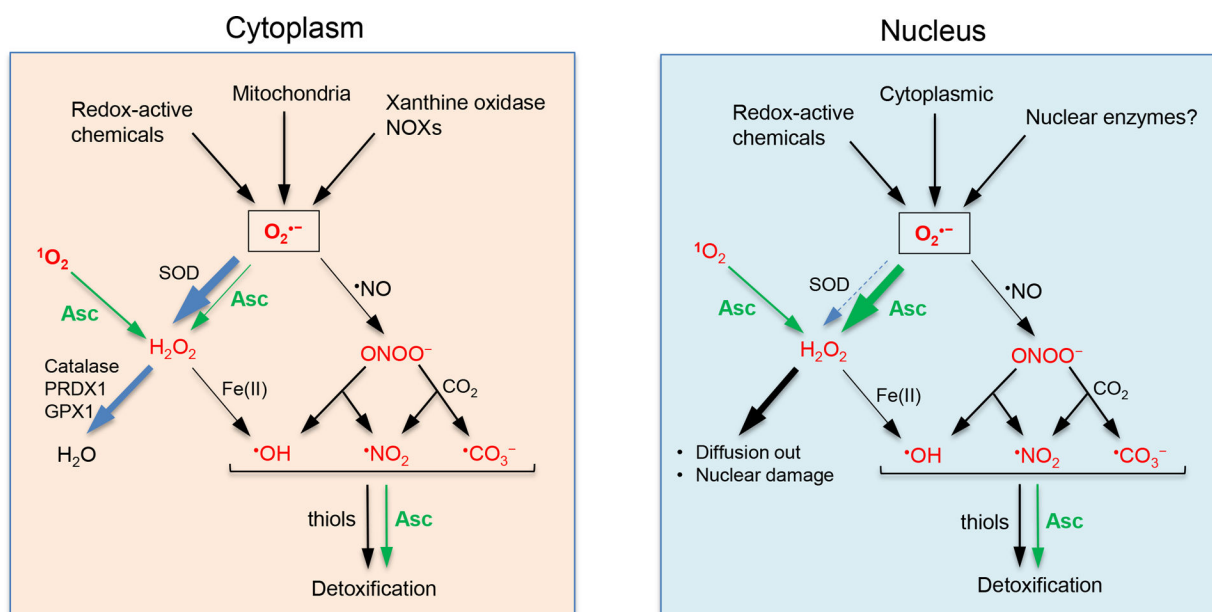 Cytoplasm
Redox-active
chemicals
Mitochondria
Xanthine oxidase
NOXs
O₂•−
¹O₂
SOD
Asc
Asc
•NO
H₂O₂
ONOO−
Catalase
PRDX1
GPX1
Fe(II)
CO₂
H₂O
•OH
•NO₂
•CO₃−
thiols
Asc
Detoxification
Nucleus
Redox-active
chemicals
Cytoplasmic
Nuclear enzymes?
O₂•−
¹O₂
SOD
Asc
Asc
•NO
H₂O₂
ONOO−
Fe(II)
CO₂
• Diffusion out
• Nuclear damage
•OH
•NO₂
•CO₃−
thiols
Asc
Detoxification